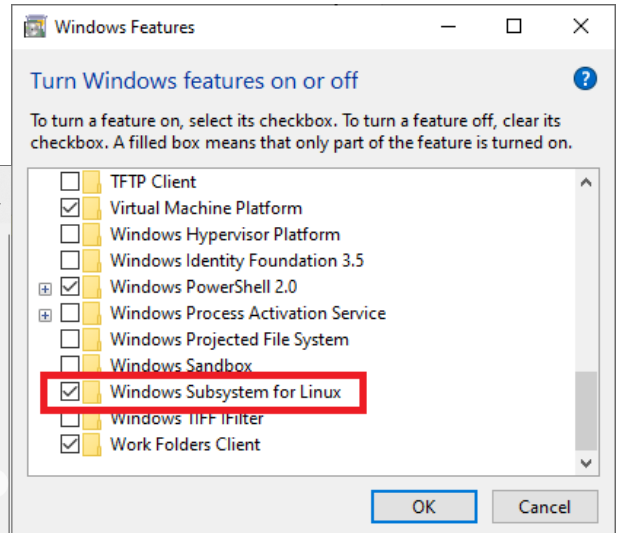 Windows Features
Turn Windows features on or off
To turn a feature on, select its checkbox. To turn a feature off, clear its
checkbox. A filled box means that only part of the feature is turned on.
TFTP Client
Virtual Machine Platform
Windows Hypervisor Platform
Windows Identity Foundation 3.5
Windows PowerShell 2.0
Windows Process Activation Service
Windows Projected File System
Windows Sandbox
Windows Subsystem for Linux
Windows TIFF IFilter
Work Folders Client
OK
Cancel